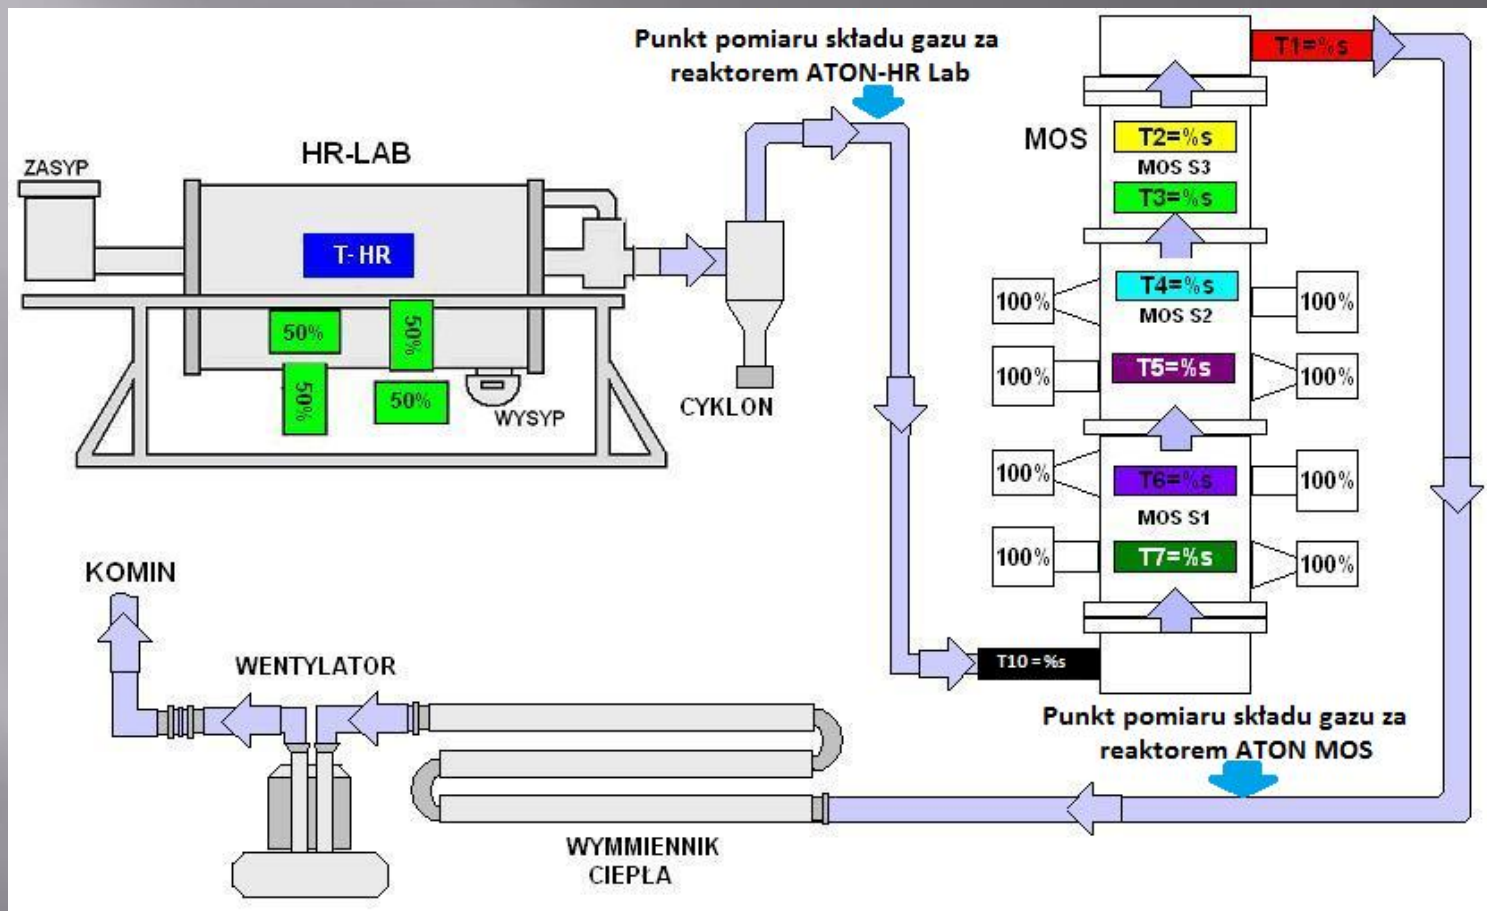 Punkt pomiaru składu gazu za
reaktorem ATON-HR Lab
T1=%s
MOS
T2=%s
MOS S3
T3=%s
HR-LAB
ZASYP
T- HR
50%
50%
50%
50%
WYSYP
CYKLON
100%
T4=%s
100%
MOS S2
100%
T5=%s
100%
100%
T6=%s
100%
MOS S1
100%
T7=%s
100%
T10 =%s
KOMIN
WENTYLATOR
Punkt pomiaru składu gazu za
reaktorem ATON MOS
WYMMIENNIK
CIEPŁA